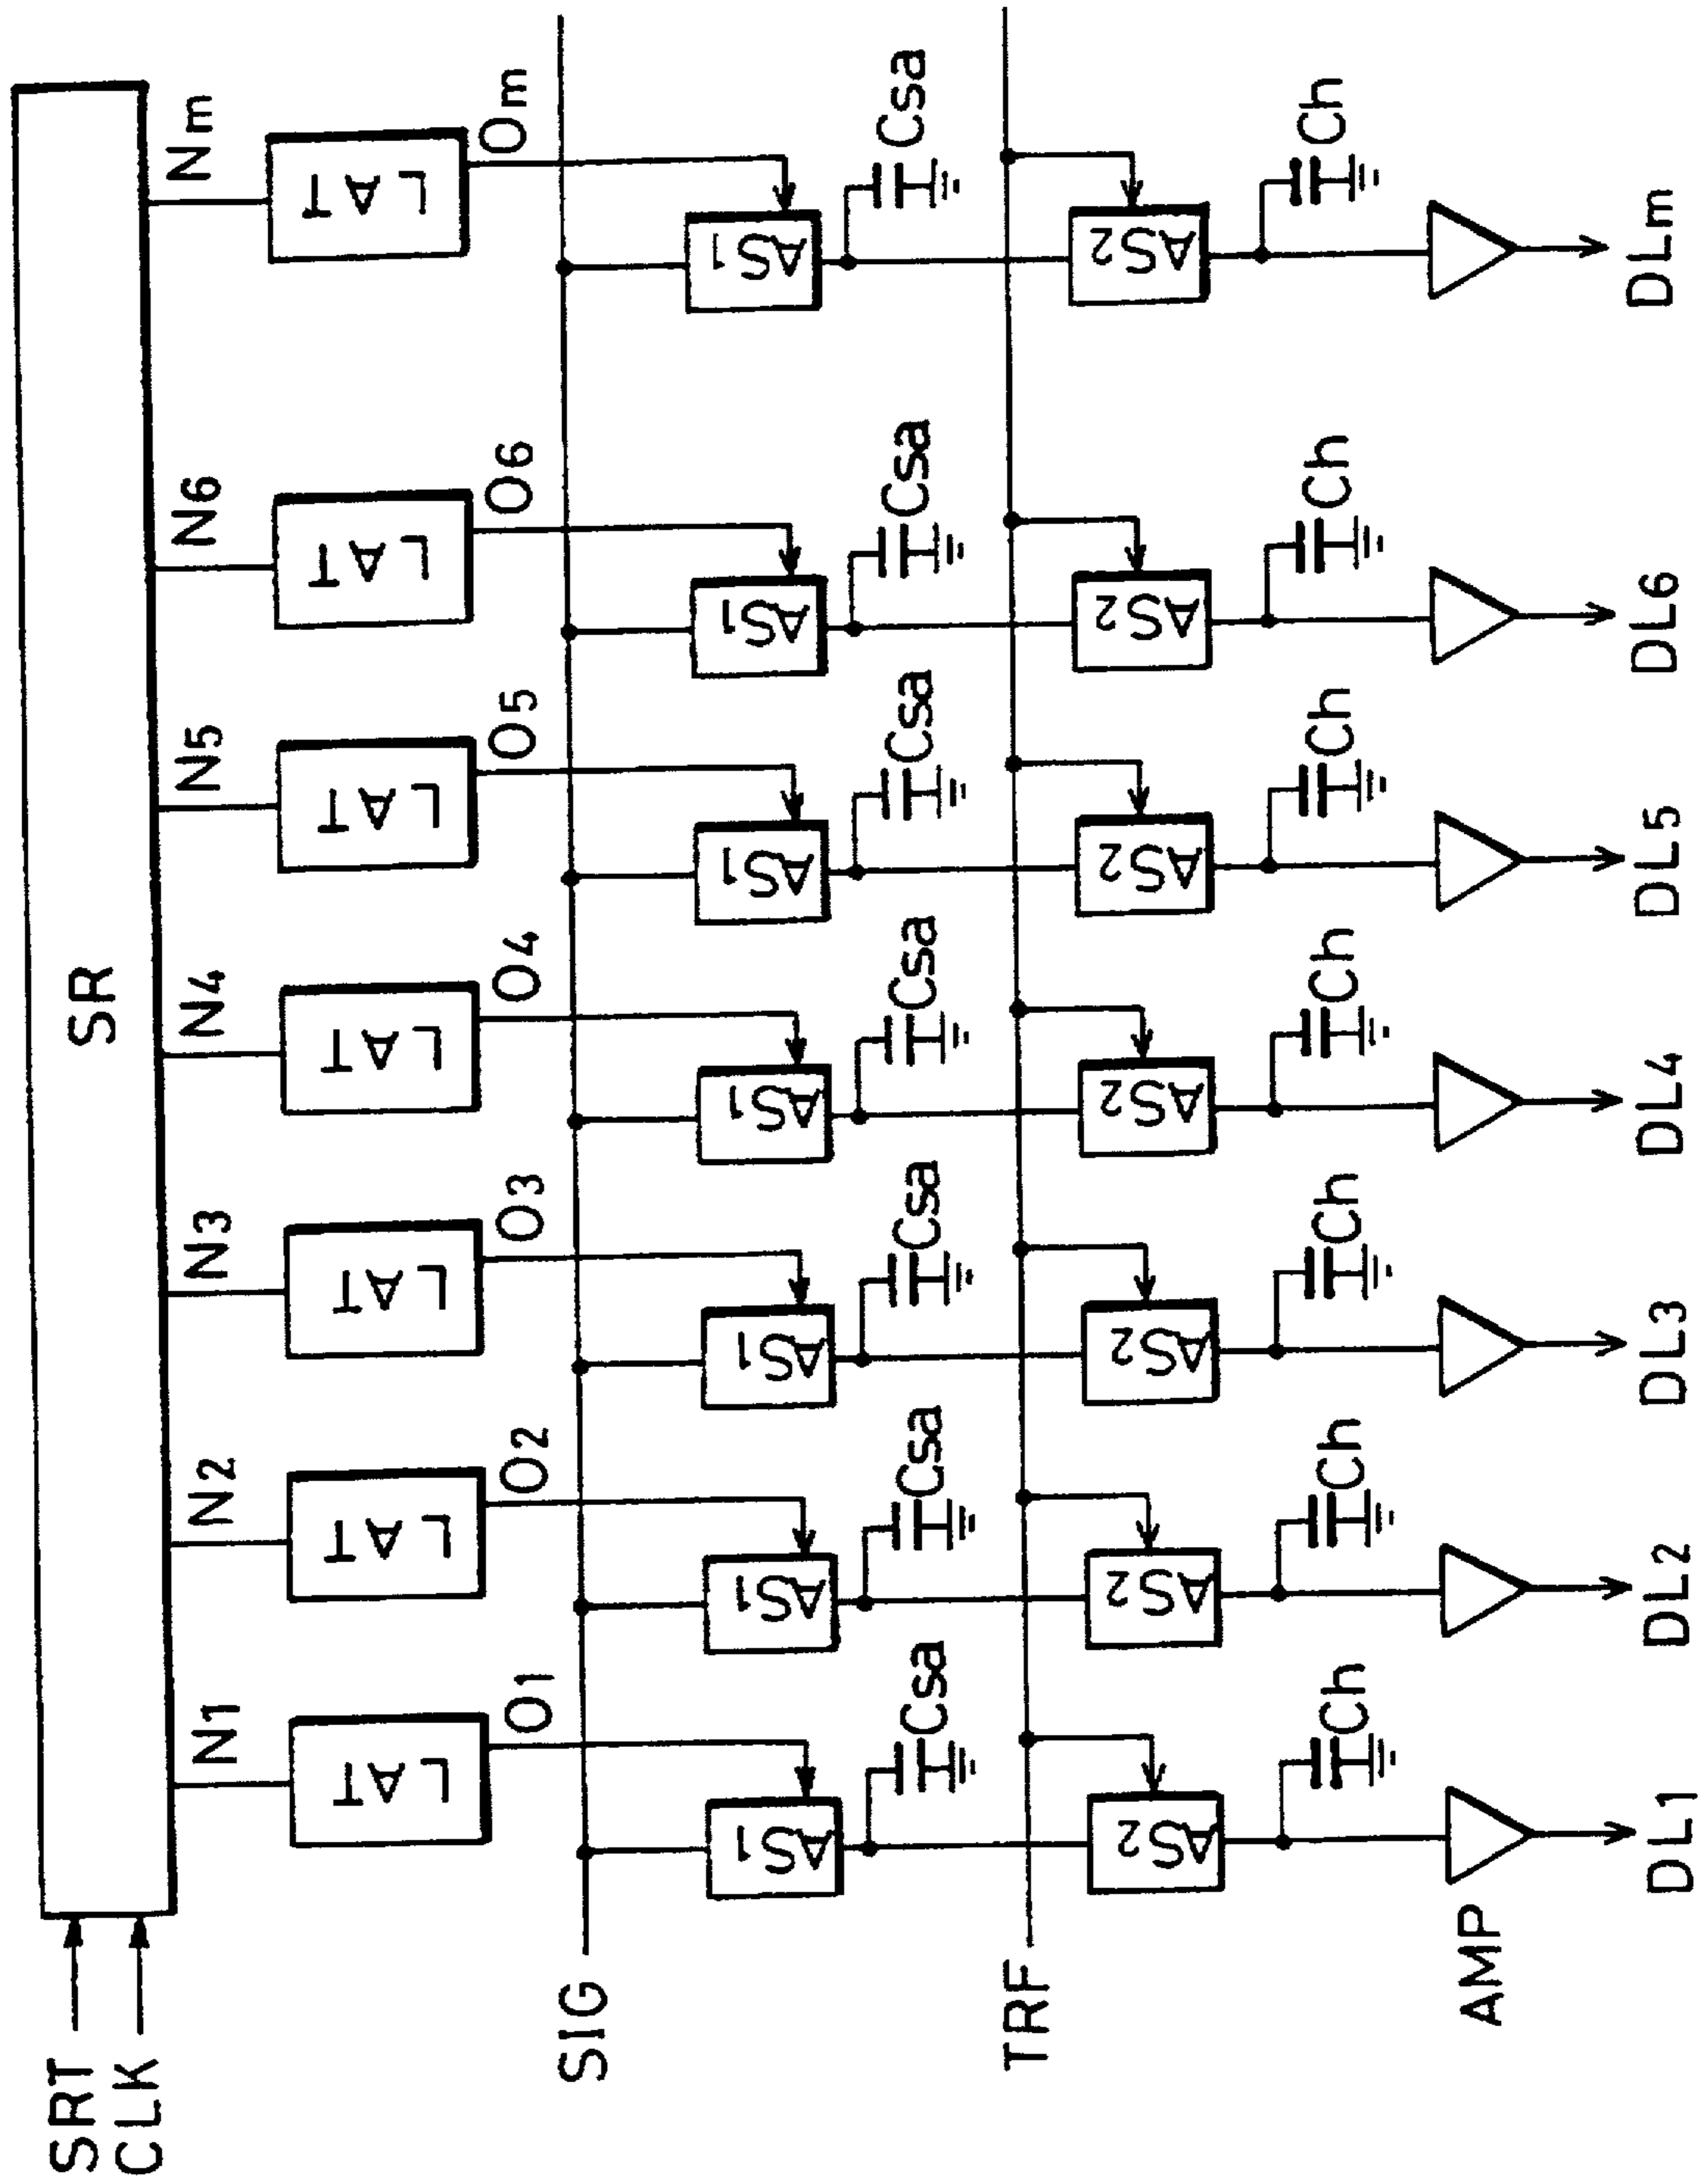 SRT
CLK
SR
N1 N2 N3 N4 N5 N6 Nm
LAT LAT LAT LAT LAT LAT LAT
O1 O2 O3 O4 O5 O6 Om
SIG
AS1 AS1 AS1 AS1 AS1 AS1 AS1
Csa Csa Csa Csa Csa Csa Csa
TRF
AS2 AS2 AS2 AS2 AS2 AS2 AS2
Ch Ch Ch Ch Ch Ch Ch
AMP
DL1 DL2 DL3 DL4 DL5 DL6 DLm